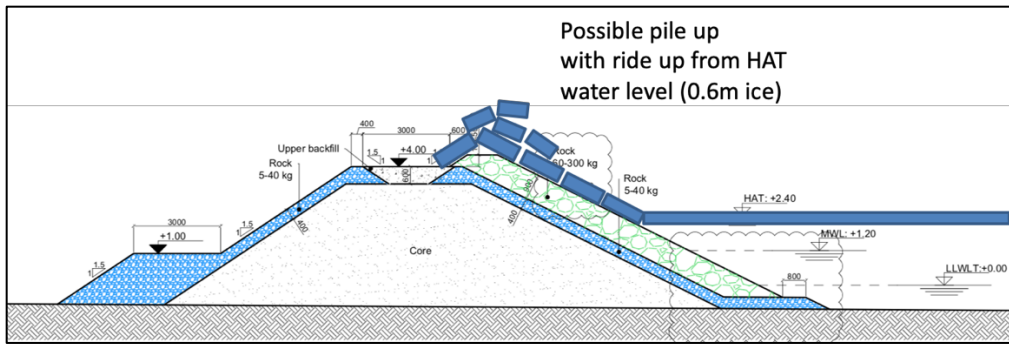 Possible pile up
with ride up from HAT
water level (0.6m ice)
400
3000
600
Upper backfill
1.5
1
+4.00
1
Rock
60-300 kg
Rock
5-40 kg
600
900
Rock
5-40 kg
HAT: +2.40
3000
1.5
1
400
400
+1.00
MWL: +1.20
1.5
1
Core
800
LLWLT:+0.00